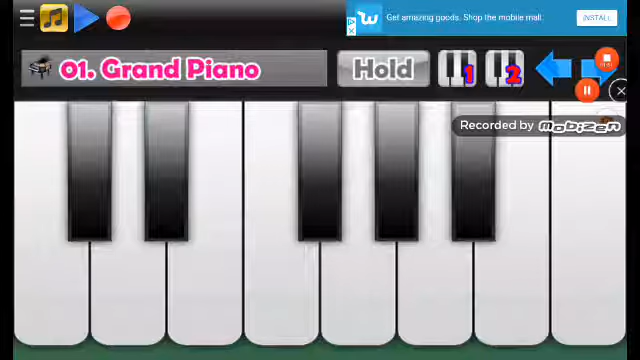 Get amazing goods. Shop the mobile mall.
INSTALL
01. Grand Piano
Hold
1
2
Recorded by mobizen